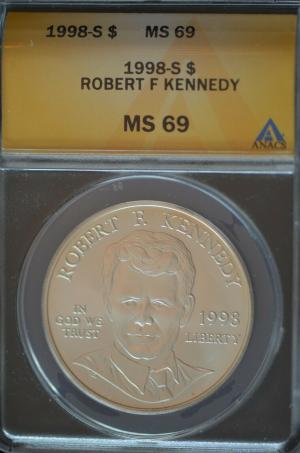 1998-S $ MS 69
1998-S $
ROBERT F KENNEDY
MS 69
ANACS
ROBERT F. KENNEDY
IN
GOD WE
TRUST
1998
LIBERTY